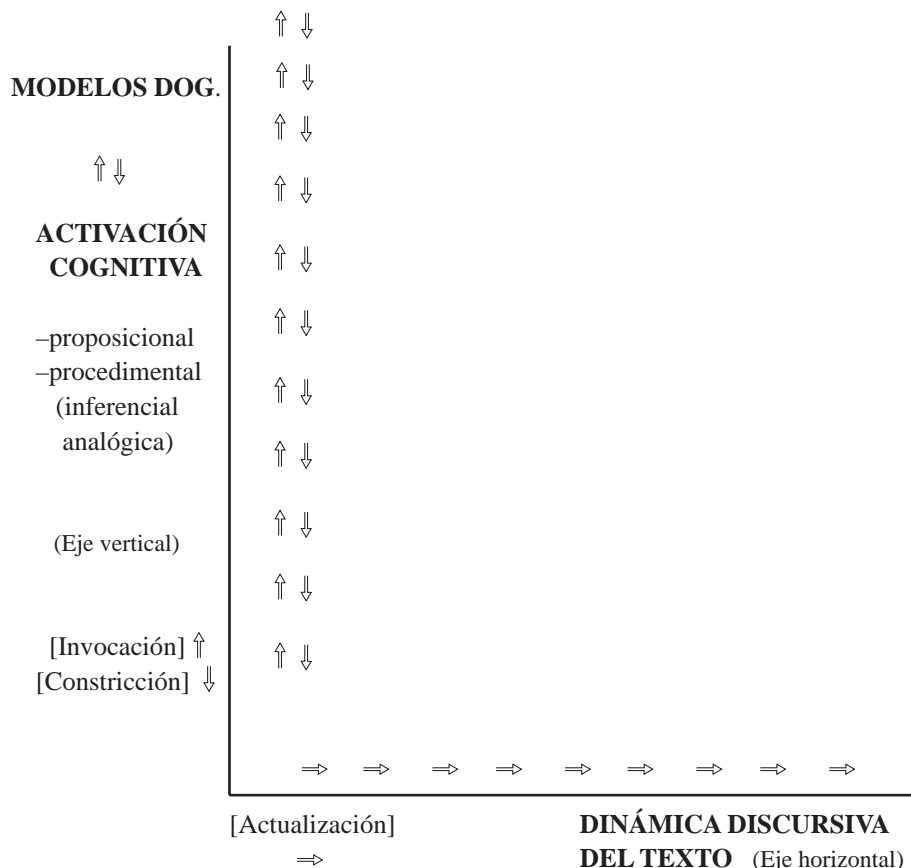 MODELOS DOG.
ACTIVACIÓN
COGNITIVA
–proposicional
–procedimental
(inferencial
analógica)
(Eje vertical)
[Invocación] ⇑
[Constricción] ⇓
[Actualización]
⇒
DINÁMICA DISCURSIVA
DEL TEXTO (Eje horizontal)